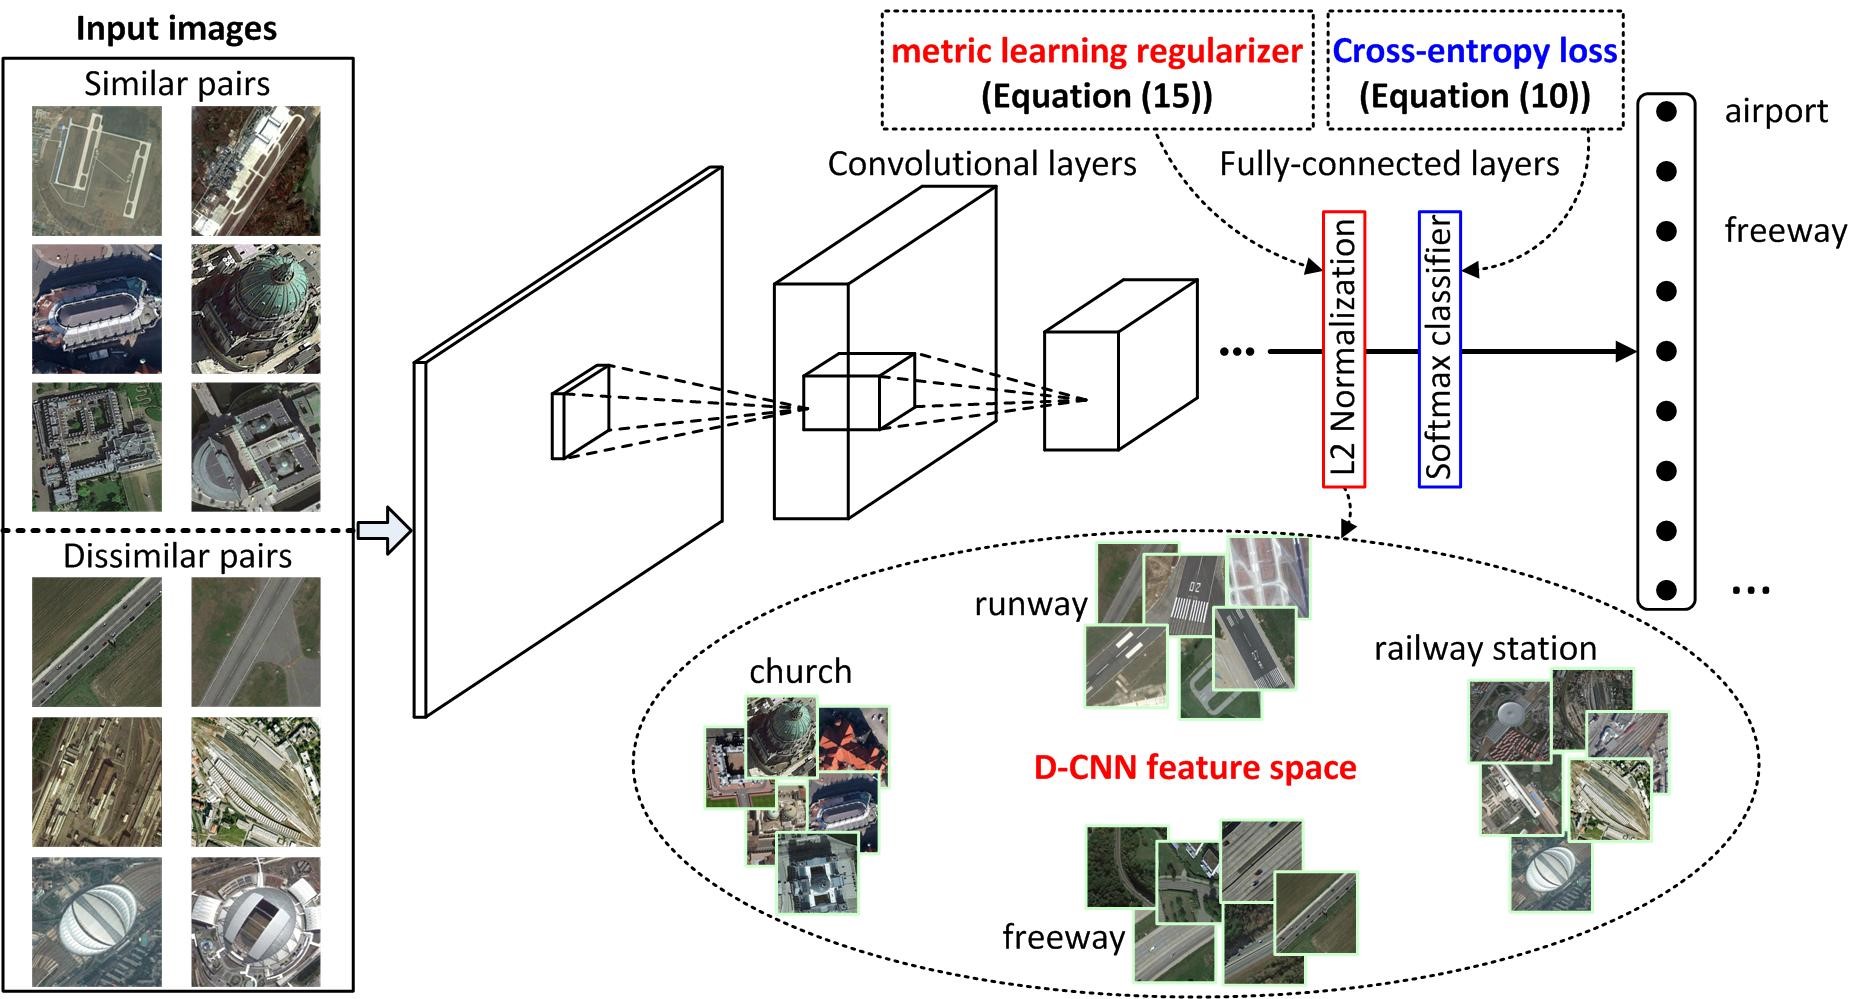 Input images
Similar pairs
Dissimilar pairs
metric learning regularizer
(Equation (15))
Cross-entropy loss
(Equation (10))
Convolutional layers
Fully-connected layers
L2 Normalization
Softmax classifier
airport
freeway
...
...
runway
church
railway station
D-CNN feature space
freeway